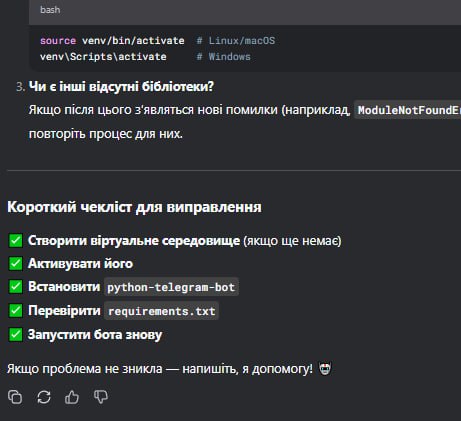 bash
source venv/bin/activate  # Linux/macOS
venv\Scripts\activate     # Windows
3. Чи є інші відсутні бібліотеки?
Якщо після цього з'являться нові помилки (наприклад, ModuleNotFoundEr
повторіть процес для них.
Короткий чекліст для виправлення
✅ Створити віртуальне середовище (якщо ще немає)
✅ Активувати його
✅ Встановити python-telegram-bot
✅ Перевірити requirements.txt
✅ Запустити бота знову
Якщо проблема не зникла — напишіть, я допомогу!